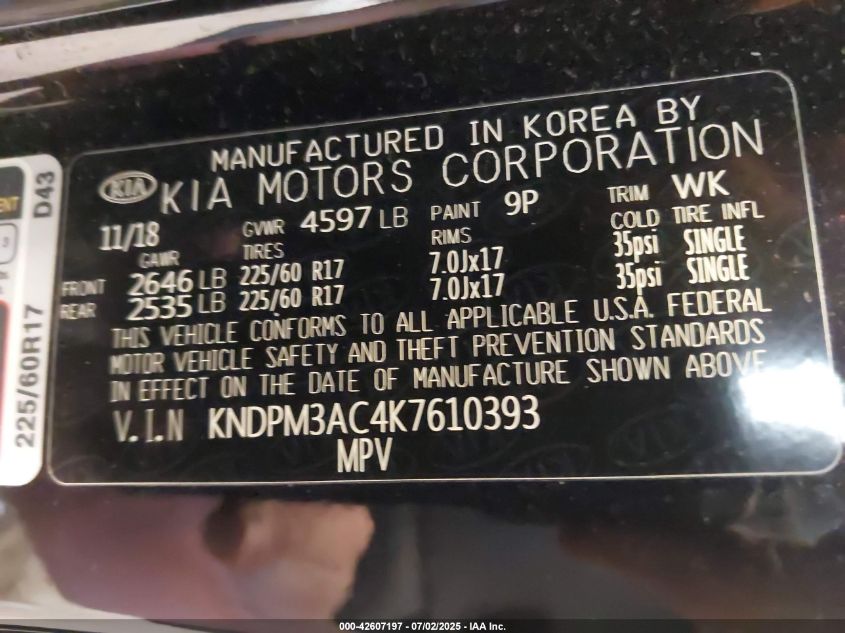 MANUFACTURED IN KOREA BY
KIA KIA MOTORS CORPORATION
11/18 GVWR 4597 LB PAINT 9P TRIM WK
GAWR TIRES RIMS COLD TIRE INFL
FRONT 2646 LB 225/60 R17 7.0Jx17 35psi SINGLE
REAR 2535 LB 225/60 R17 7.0Jx17 35psi SINGLE
THIS VEHICLE CONFORMS TO ALL APPLICABLE U.S.A. FEDERAL
MOTOR VEHICLE SAFETY AND THEFT PREVENTION STANDARDS
IN EFFECT ON THE DATE OF MANUFACTURE SHOWN ABOVE
V.I.N KNDPM3AC4K7610393
MPV
D43
225/60R17
000-42607197 - 07/02/2025 - IAA Inc.